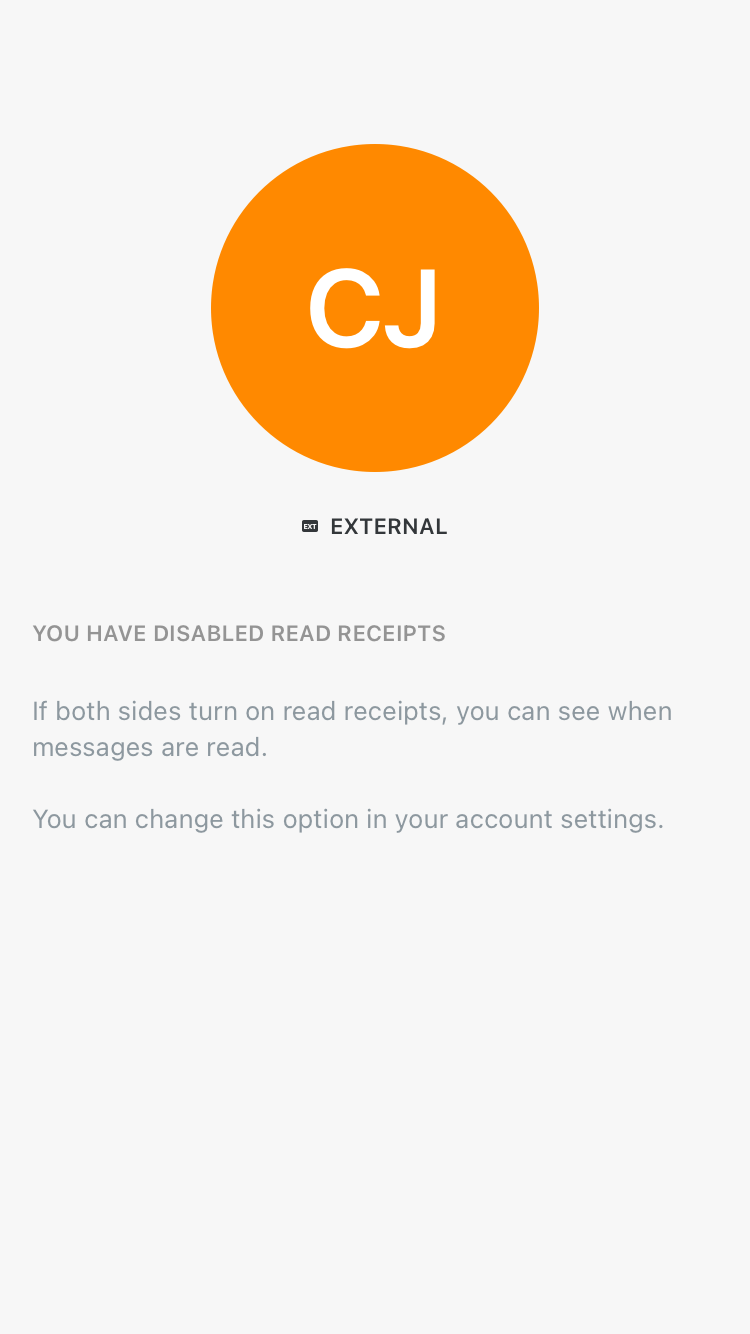 CJ
EXT EXTERNAL
YOU HAVE DISABLED READ RECEIPTS
If both sides turn on read receipts, you can see when
messages are read.
You can change this option in your account settings.